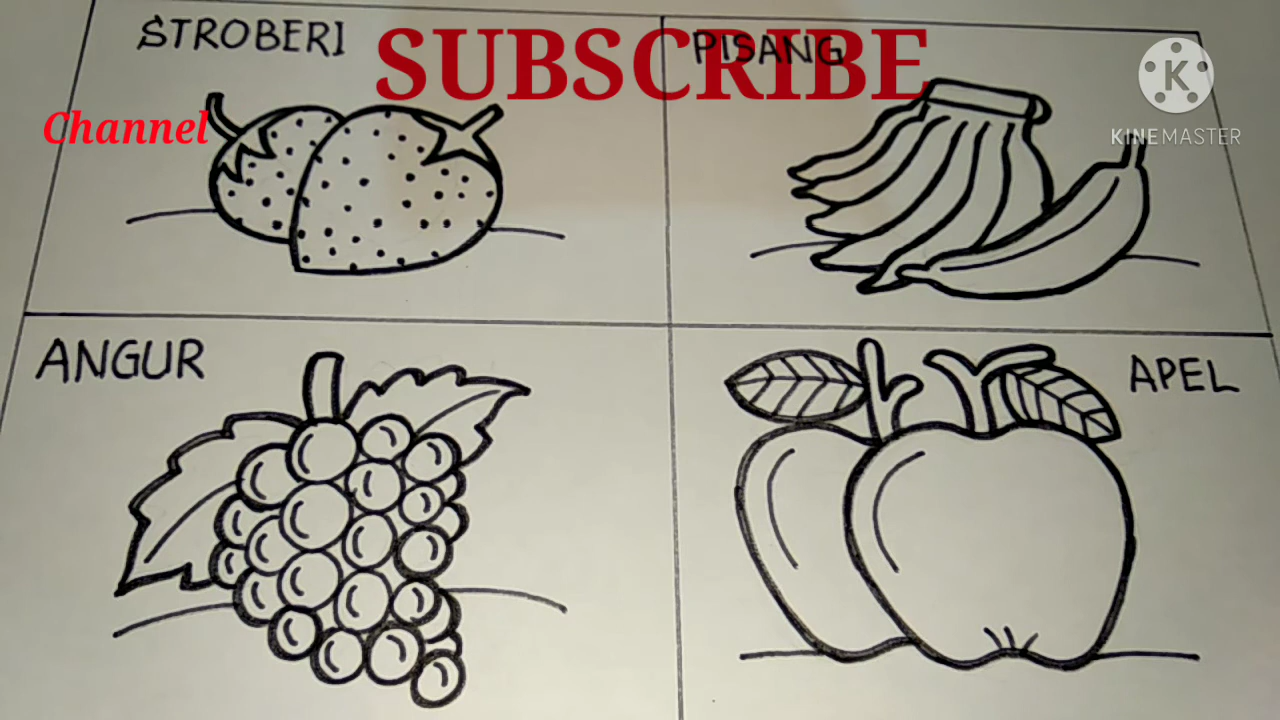 STROBERI
SUBSCRIBE
PISANG
Channel
KINEMASTER
ANGUR
APEL